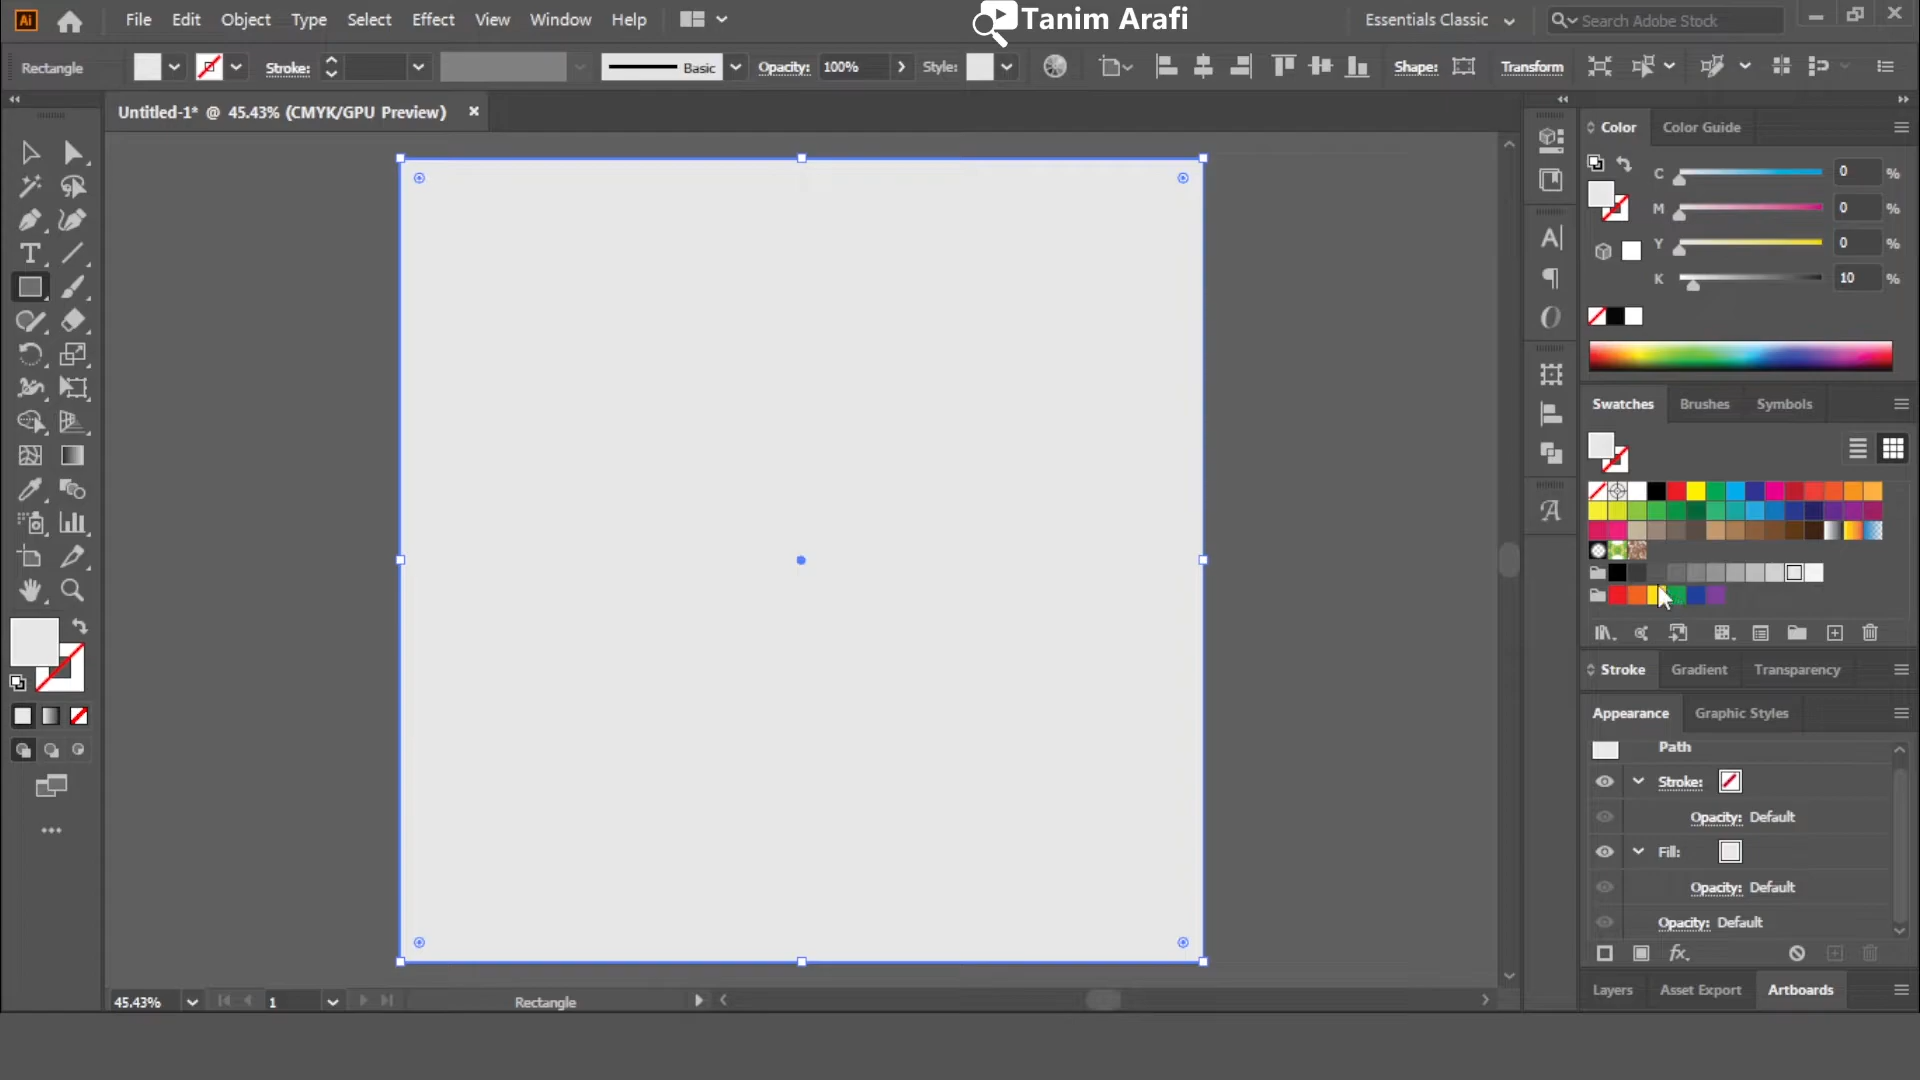 Ai File Edit Object Type Select Effect View Window Help Tanim Arafi Essentials Classic Search Adobe Stock
Rectangle Stroke: Basic Opacity: 100% Style: Shape: Transform
Untitled-1* @ 45.43% (CMYK/GPU Preview)
Color Color Guide
C 0 %
M 0 %
Y 0 %
K 10 %
Swatches Brushes Symbols
Stroke Gradient Transparency
Appearance Graphic Styles
Path
Stroke:
Opacity: Default
Fill:
Opacity: Default
Opacity: Default
fx
Layers Asset Export Artboards
45.43% 1 Rectangle